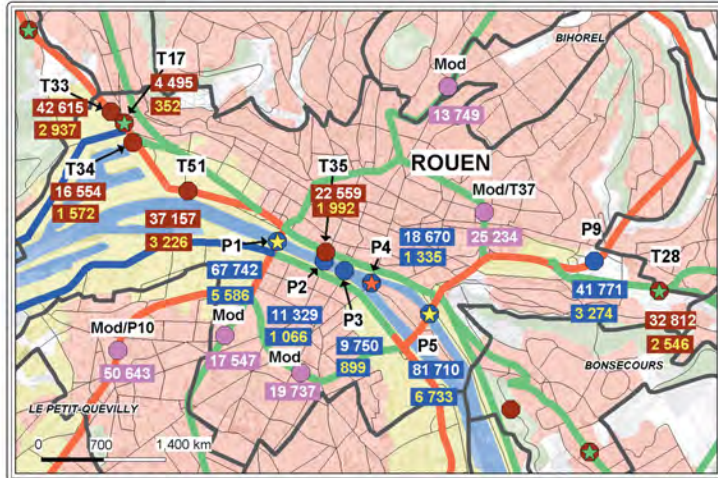 BIHOREL
T17
Mod
4 495
T33
352
42 615
13 749
2 937
T34
T51
T35
ROUEN
16 554
22 559
Mod/T37
1 572
1 992
37 157
P1
P4
18 670
25 234
P9
3 226
1 335
T28
67 742
P2
5 586
11 329
P3
41 771
Mod/P10
Mod
1 066
9 750
P5
3 274
32 812
50 643
17 547
Mod
899
81 710
2 546
19 737
6 733
BONSECOURS
LE PETIT-QUEVILLY
0 700 1,400 km